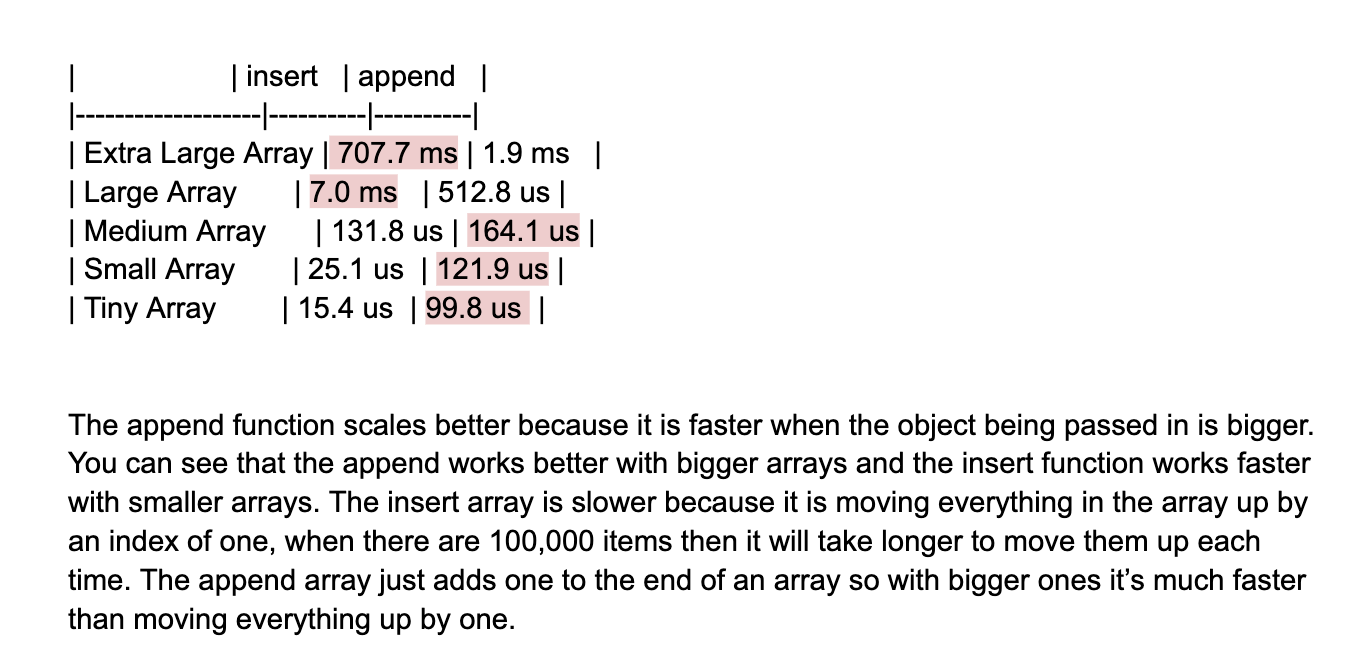 |                    | insert   | append   |
|-------------------|----------|----------|
| Extra Large Array | 707.7 ms | 1.9 ms   |
| Large Array       | 7.0 ms   | 512.8 us |
| Medium Array      | 131.8 us | 164.1 us |
| Small Array       | 25.1 us  | 121.9 us |
| Tiny Array        | 15.4 us  | 99.8 us  |
The append function scales better because it is faster when the object being passed in is bigger.
You can see that the append works better with bigger arrays and the insert function works faster
with smaller arrays. The insert array is slower because it is moving everything in the array up by
an index of one, when there are 100,000 items then it will take longer to move them up each
time. The append array just adds one to the end of an array so with bigger ones it’s much faster
than moving everything up by one.